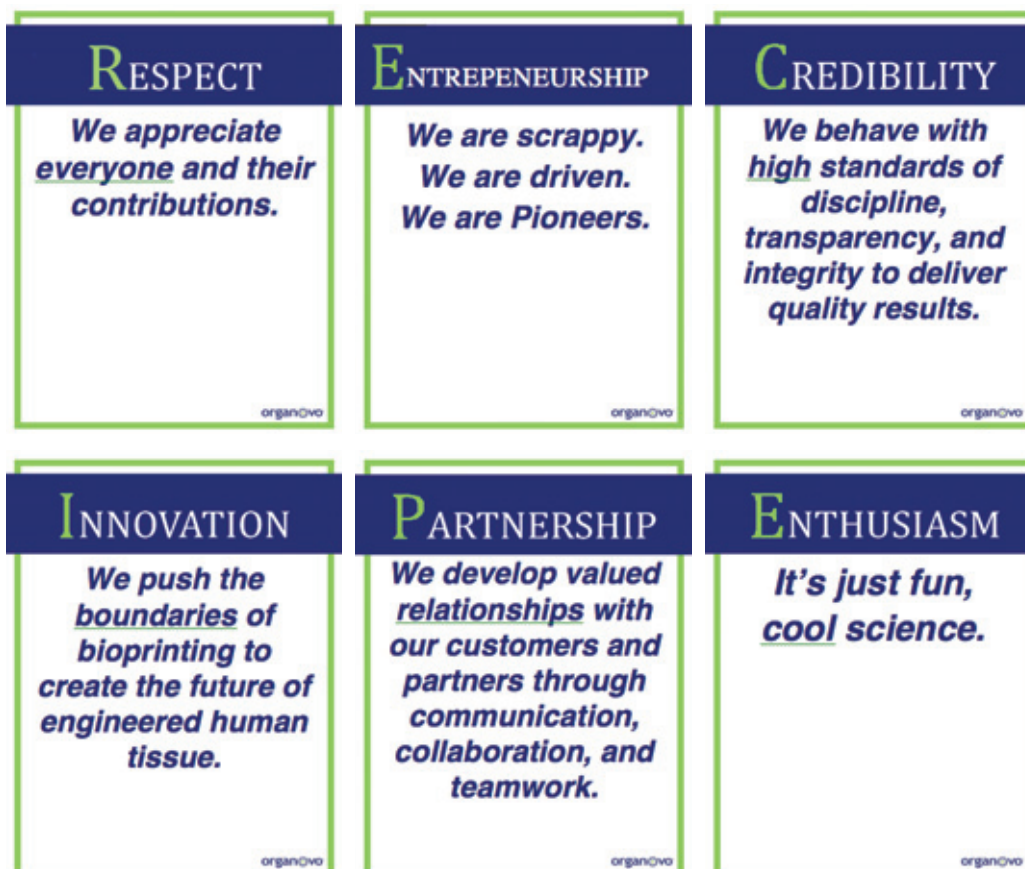 RESPECT
We appreciate
everyone and their
contributions.
organovo
ENTREPENEURSHIP
We are scrappy.
We are driven.
We are Pioneers.
organovo
CREDIBILITY
We behave with
high standards of
discipline,
transparency, and
integrity to deliver
quality results.
organovo
INNOVATION
We push the
boundaries of
bioprinting to
create the future of
engineered human
tissue.
organovo
PARTNERSHIP
We develop valued
relationships with
our customers and
partners through
communication,
collaboration, and
teamwork.
organovo
ENTHUSIASM
It's just fun,
cool science.
organovo